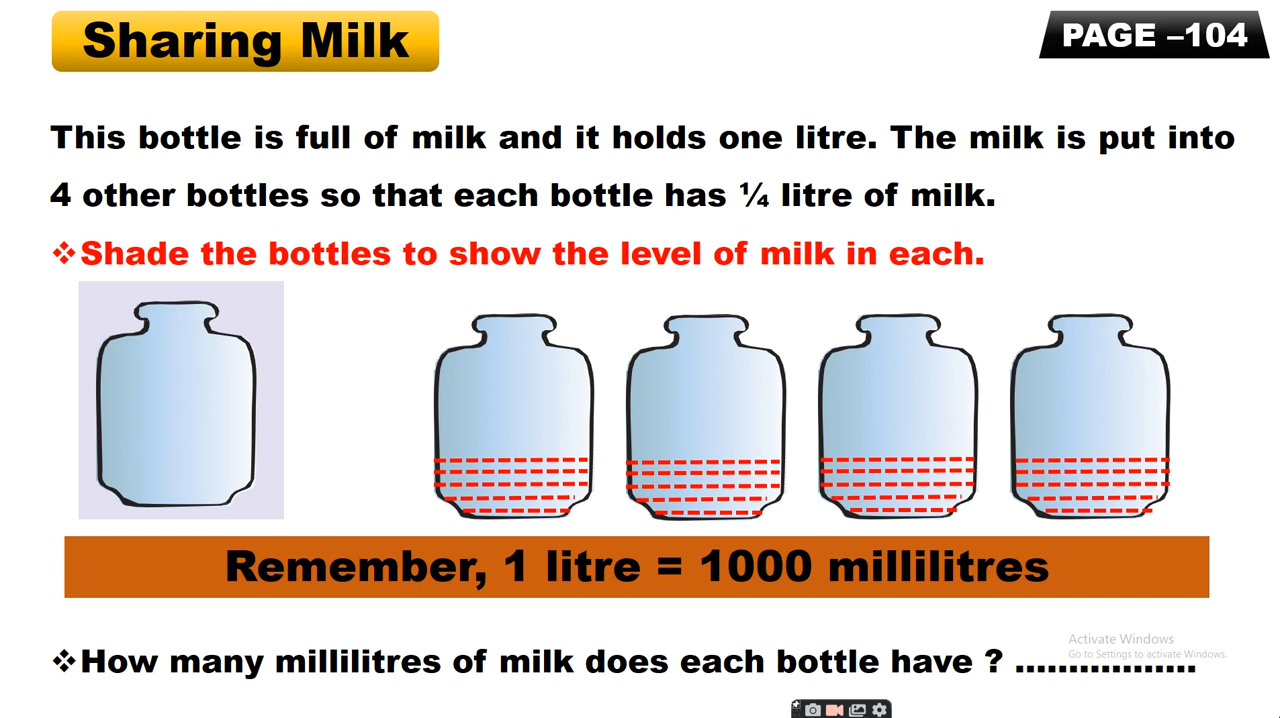 Sharing Milk
PAGE –104
This bottle is full of milk and it holds one litre. The milk is put into
4 other bottles so that each bottle has ¼ litre of milk.
❖Shade the bottles to show the level of milk in each.
Remember, 1 litre = 1000 millilitres
❖How many millilitres of milk does each bottle have ? .................
Activate Windows
Go to Settings to activate Windows.